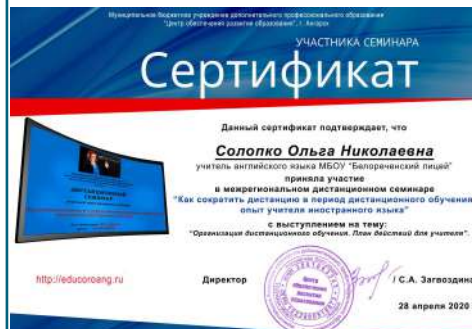 Муниципальное бюджетное учреждение дополнительного профессионального образования
"Центр обеспечения развития образования", г. Ангарск
УЧАСТНИКА СЕМИНАРА
Сертификат
Данный сертификат подтверждает, что
Солопко Ольга Николаевна
учитель английского языка МБОУ "Белореченский лицей"
приняла участие
в межрегиональном дистанционном семинаре
"Как сократить дистанцию в период дистанционного обучения
опыт учителя иностранного языка"
с выступлением на тему:
"Организация дистанционного обучения. План действий для учителя".
ДИСТАНЦИОННЫЙ
СЕМИНАР
http://educoroang.ru
Директор
/ С.А. Загвоздина
28 апреля 2020